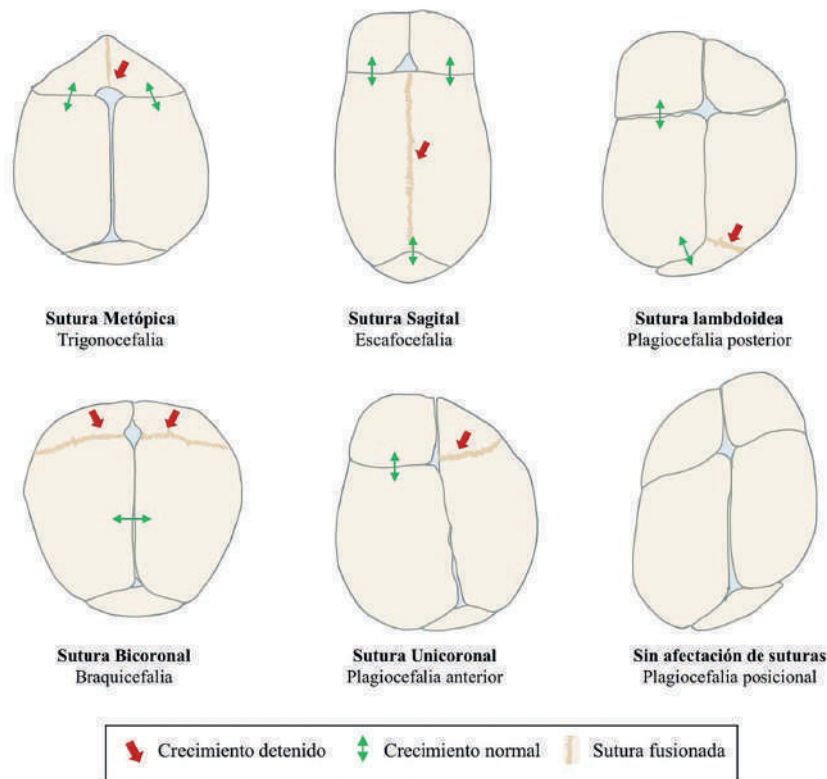 Sutura Metópica
Trigonocefalia
Sutura Sagital
Escafocefalia
Sutura lambdoidea
Plagiocefalia posterior
Sutura Bicoronal
Braquicefalia
Sutura Unicoronal
Plagiocefalia anterior
Sin afectación de suturas
Plagiocefalia posicional
Crecimiento detenido
Crecimiento normal
Sutura fusionada